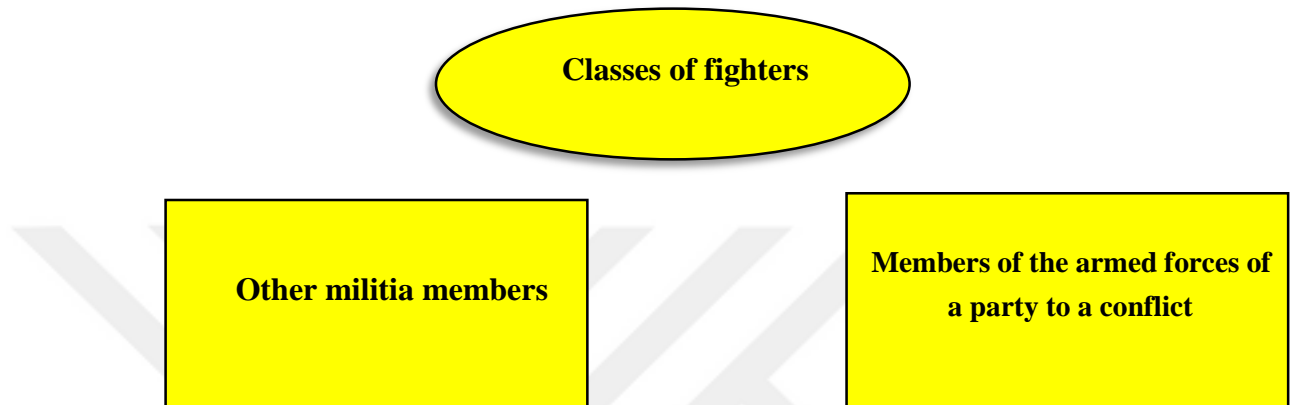 Classes of fighters
Other militia members
Members of the armed forces of
a party to a conflict